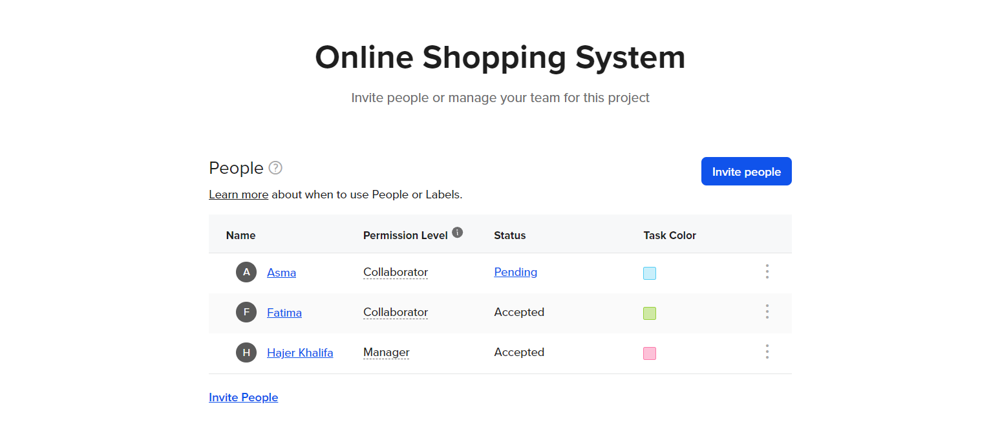 Online Shopping System
Invite people or manage your team for this project
People ?
Invite people
Learn more about when to use People or Labels.
Name Permission Level i Status Task Color
A Asma Collaborator Pending
F Fatima Collaborator Accepted
H Hajer Khalifa Manager Accepted
Invite People